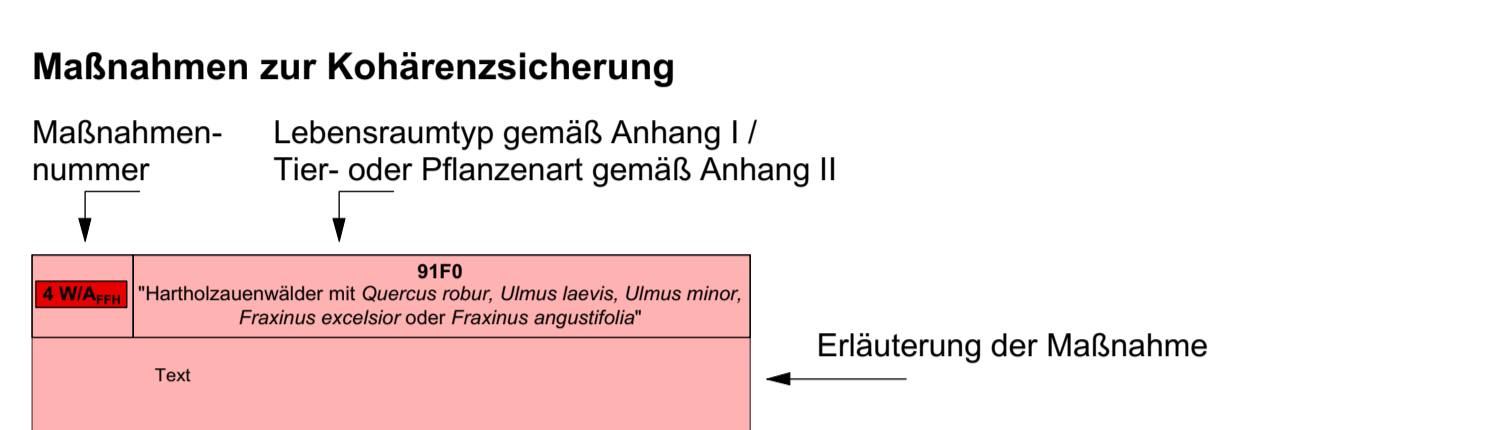 Maßnahmen zur Kohärenzsicherung
Maßnahmen-
nummer
Lebensraumtyp gemäß Anhang I /
Tier- oder Pflanzenart gemäß Anhang II
4 W/AFFH
91F0
"Hartholzauenwälder mit Quercus robur, Ulmus laevis, Ulmus minor,
Fraxinus excelsior oder Fraxinus angustifolia"
Erläuterung der Maßnahme
Text